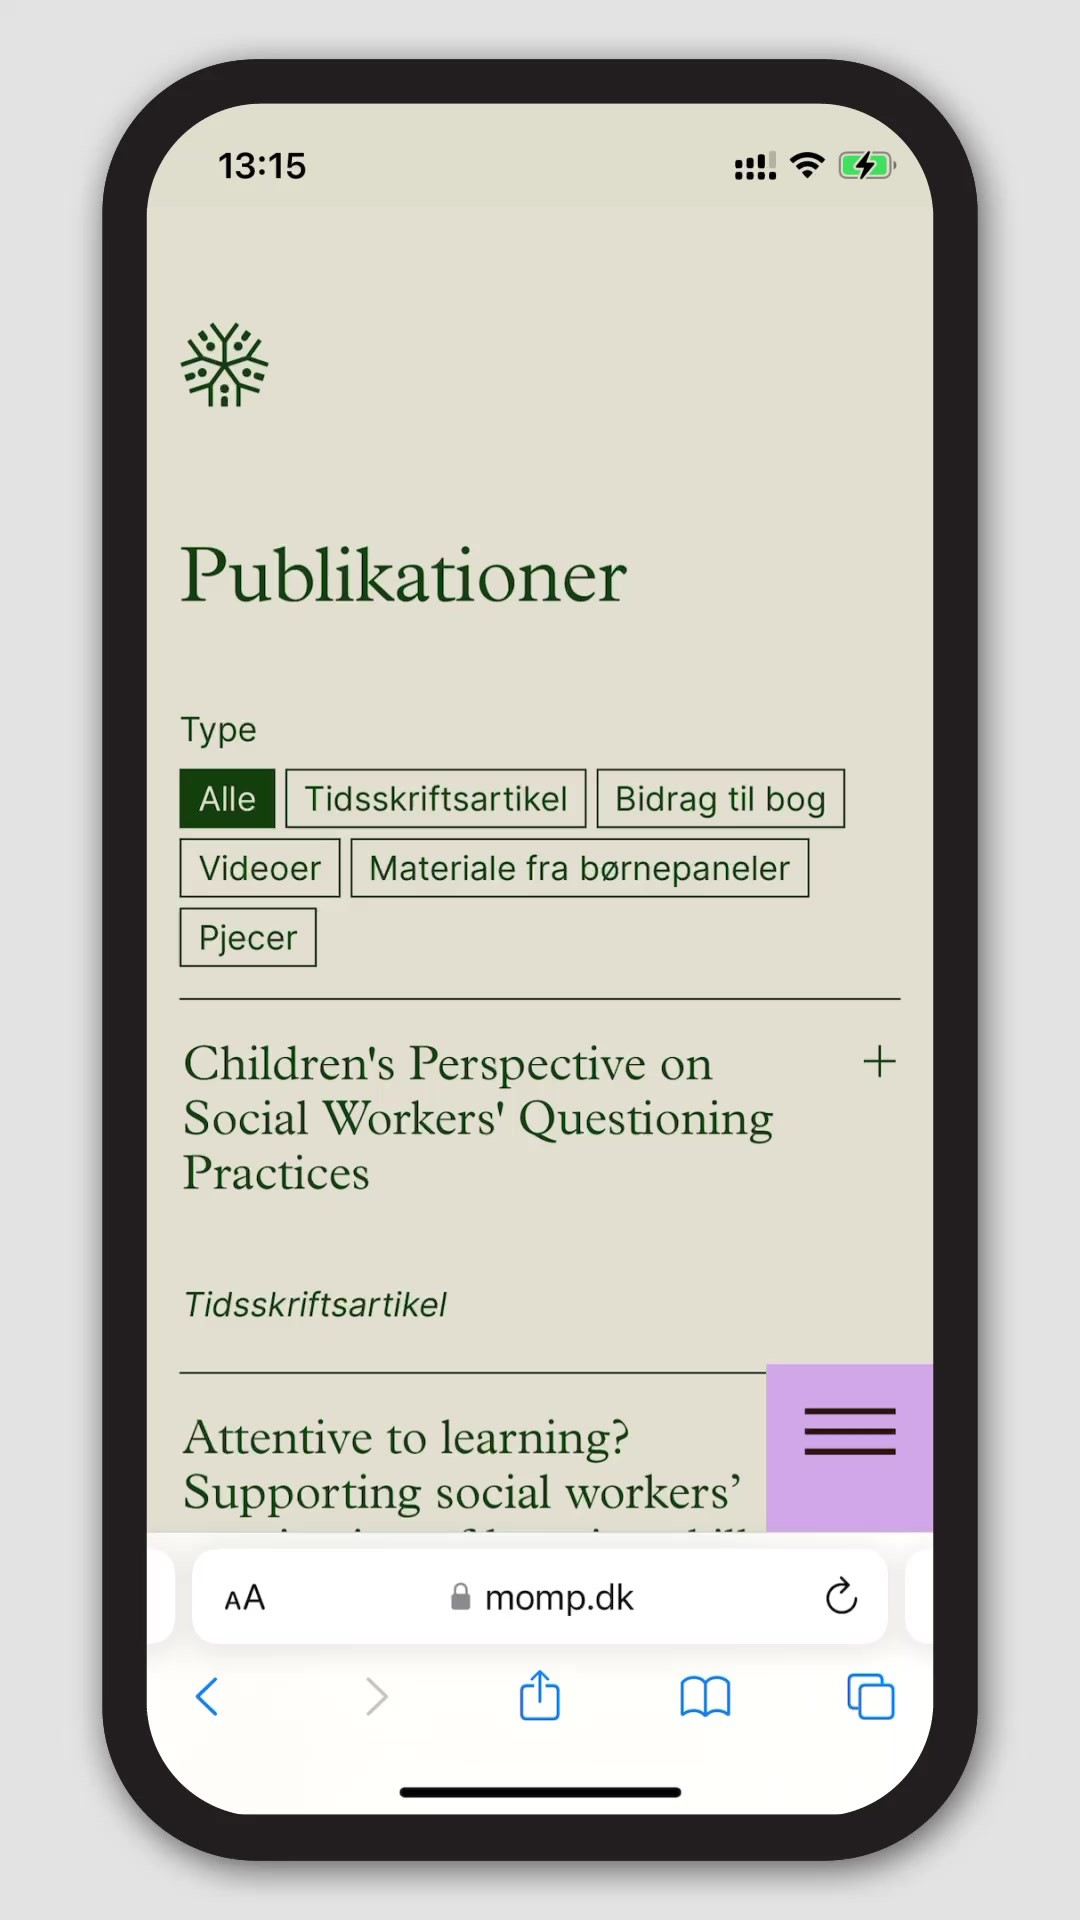 13:15
Publikationer
Type
Alle Tidsskriftsartikel Bidrag til bog
Videoer Materiale fra børnepaneler
Pjecer
Children's Perspective on
Social Workers' Questioning
Practices
Tidsskriftsartikel
Attentive to learning?
Supporting social workers’
AA momp.dk